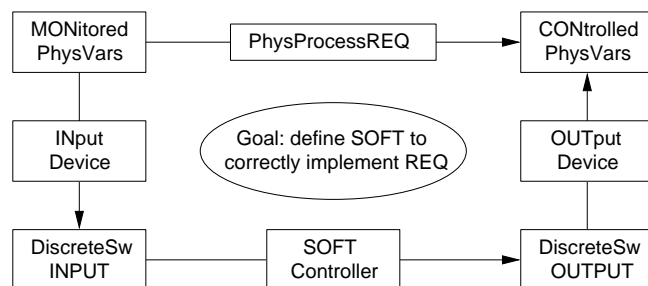 MONitored
PhysVars
PhysProcessREQ
CONtrolled
PhysVars
INput
Device
Goal: define SOFT to
correctly implement REQ
OUTput
Device
DiscreteSw
INPUT
SOFT
Controller
DiscreteSw
OUTPUT